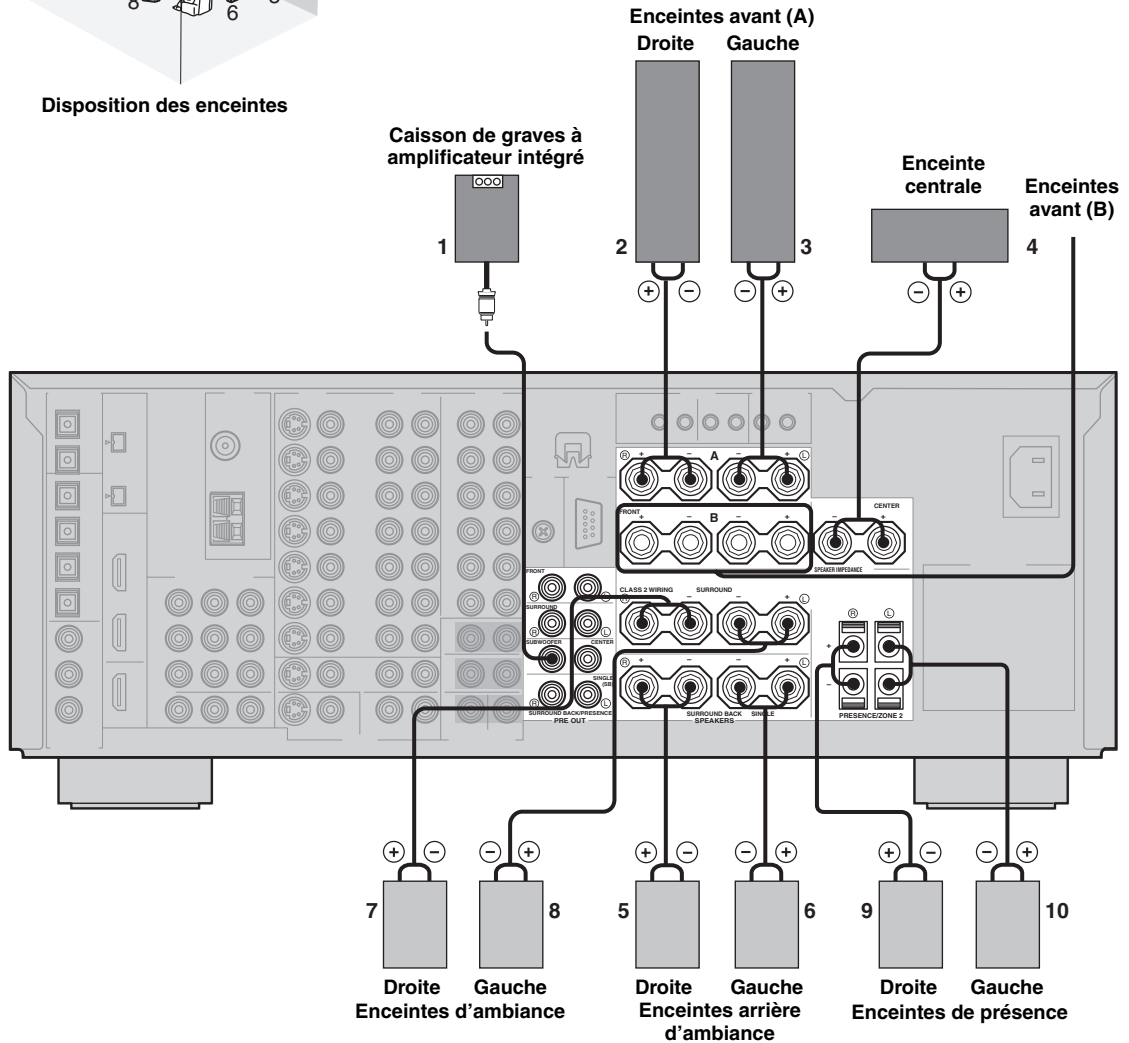 8
6
Disposition des enceintes
Enceintes avant (A)
Droite Gauche
Caisson de graves à
amplificateur intégré
Enceinte
centrale
Enceintes
avant (B)
1
2
3
4
+ − − +
− +
R + − A − + L
FRONT
+ − B − +
CENTER
− +
SPEAKER IMPEDANCE
FRONT
R L
SURROUND
R L
SUBWOOFER CENTER
SINGLE
(SB)
R L
SURROUND BACK/PRESENCE
PRE OUT
CLASS 2 WIRING SURROUND
R + − − + L
R + − − + L
SURROUND BACK SINGLE
SPEAKERS
R L
+
−
PRESENCE/ZONE 2
+ − − + + − − + + − − +
7 8 5 6 9 10
Droite Gauche
Enceintes d’ambiance
Droite Gauche
Enceintes arrière
d’ambiance
Droite Gauche
Enceintes de présence